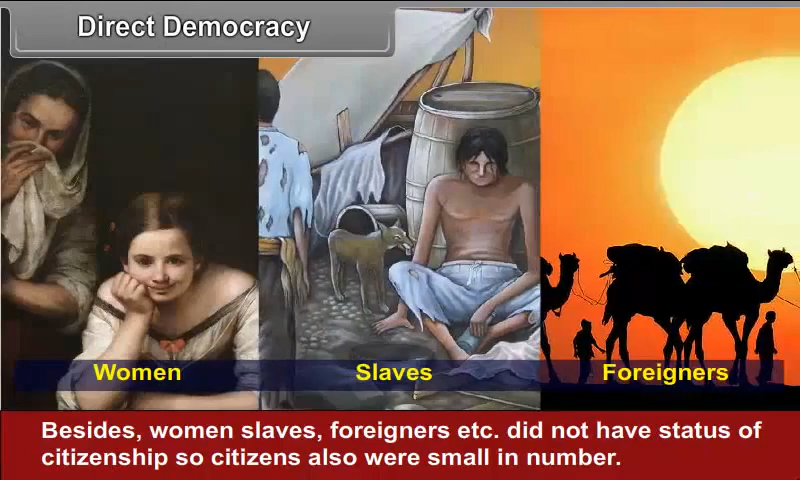 Direct Democracy
Women
Slaves
Foreigners
Besides, women slaves, foreigners etc. did not have status of
citizenship so citizens also were small in number.